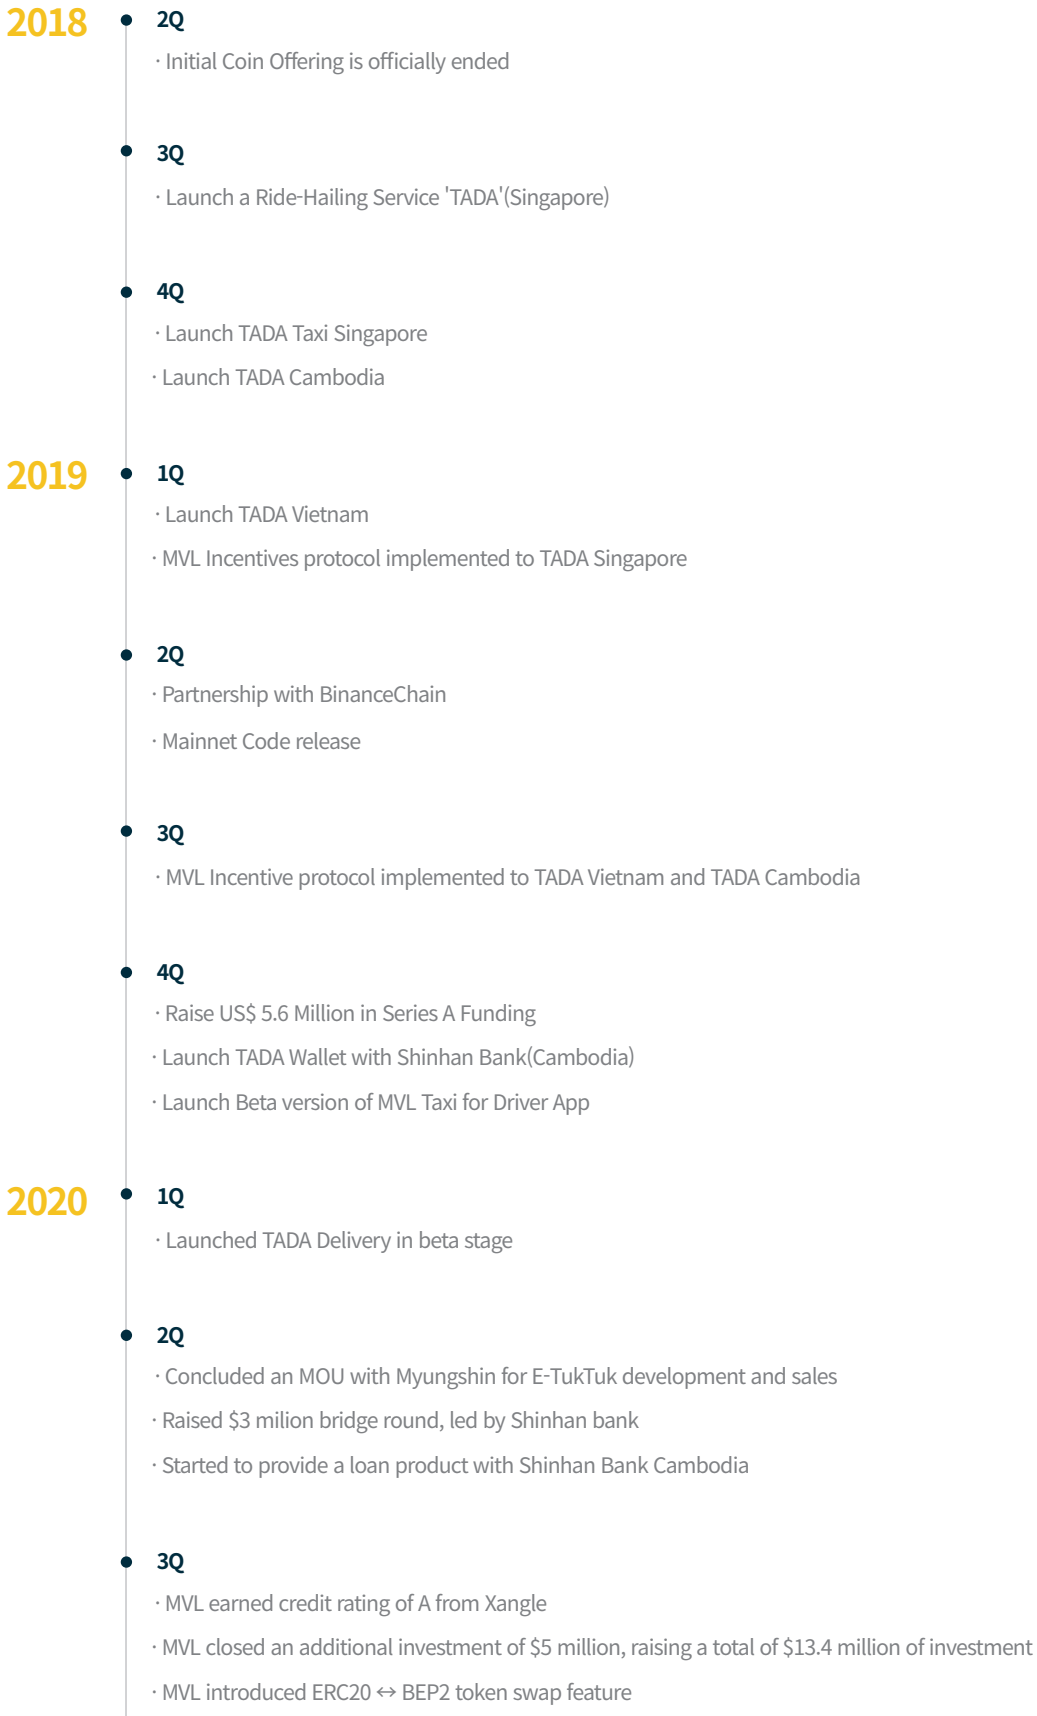 2018
2Q
· Initial Coin Offering is officially ended
3Q
· Launch a Ride-Hailing Service 'TADA'(Singapore)
4Q
· Launch TADA Taxi Singapore
· Launch TADA Cambodia
2019
1Q
· Launch TADA Vietnam
· MVL Incentives protocol implemented to TADA Singapore
2Q
· Partnership with BinanceChain
· Mainnet Code release
3Q
· MVL Incentive protocol implemented to TADA Vietnam and TADA Cambodia
4Q
· Raise US$ 5.6 Million in Series A Funding
· Launch TADA Wallet with Shinhan Bank(Cambodia)
· Launch Beta version of MVL Taxi for Driver App
2020
1Q
· Launched TADA Delivery in beta stage
2Q
· Concluded an MOU with Myungshin for E-TukTuk development and sales
· Raised $3 milion bridge round, led by Shinhan bank
· Started to provide a loan product with Shinhan Bank Cambodia
3Q
· MVL earned credit rating of A from Xangle
· MVL closed an additional investment of $5 million, raising a total of $13.4 million of investment
· MVL introduced ERC20 ↔ BEP2 token swap feature